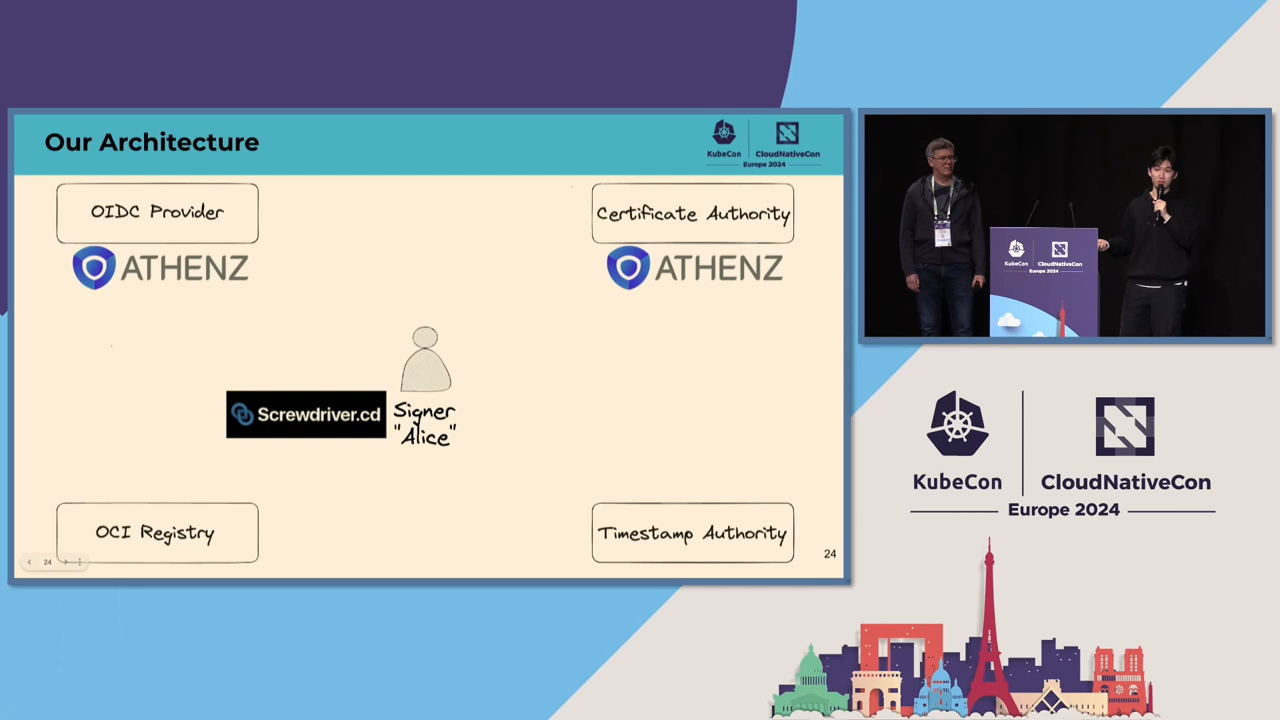 Our Architecture
KubeCon
CloudNativeCon
Europe 2024
OIDC Provider
Certificate Authority
ATHENZ
ATHENZ
Screwdriver.cd
Signer
"Alice"
OCI Registry
Timestamp Authority
24
24
KubeCon
CloudNativeCon
Europe 2024
KubeCon
CloudNativeCon
Europe 2024